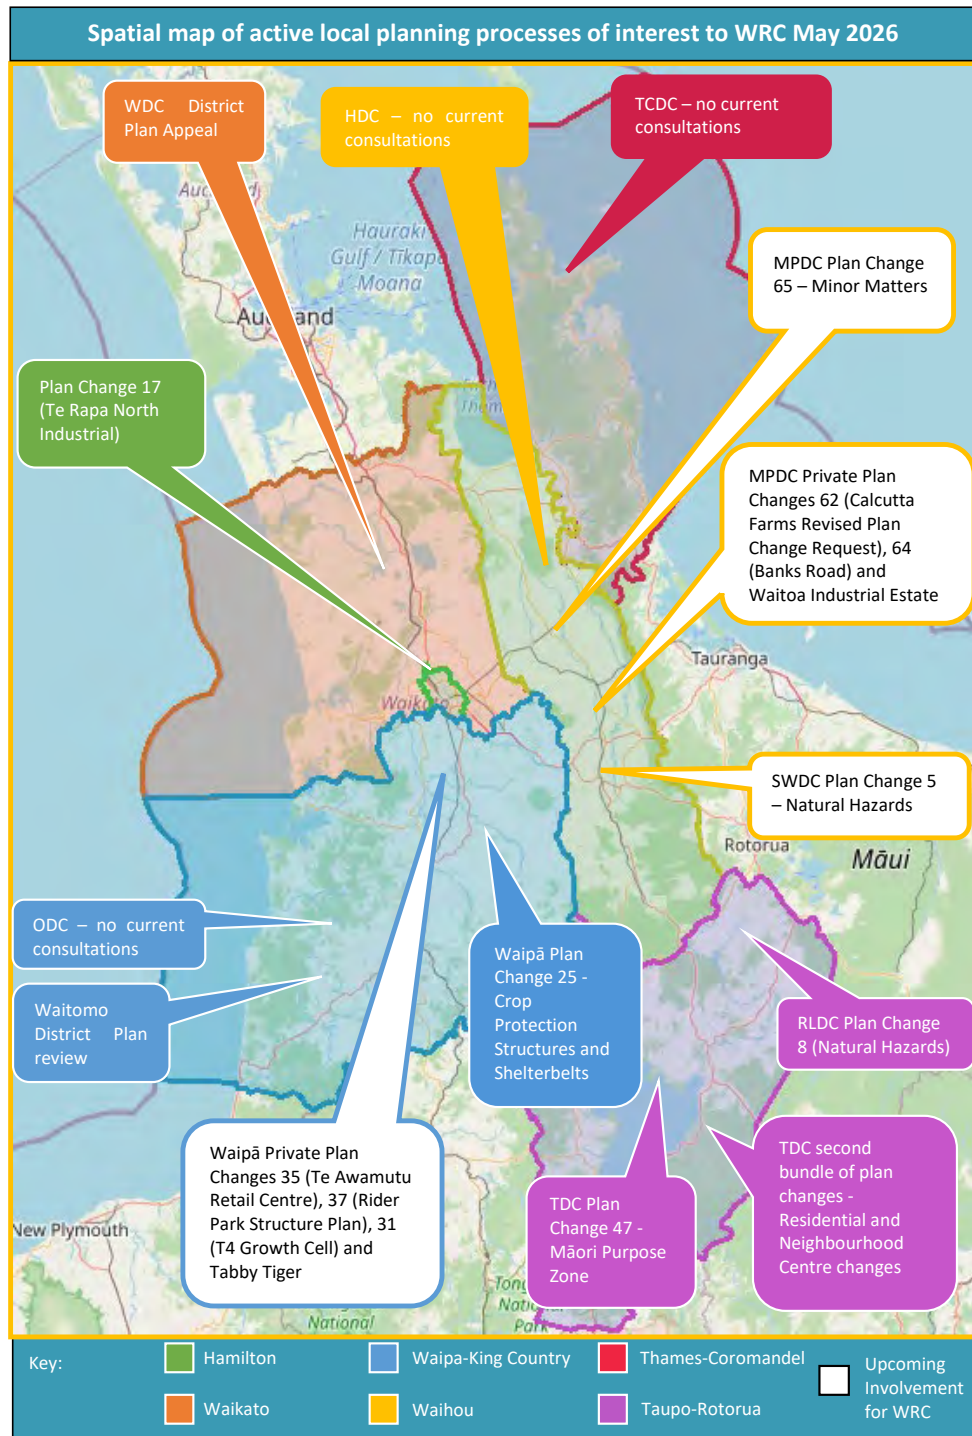 Spatial map of active local planning processes of interest to WRC May 2026
WDC District
Plan Appeal
HDC – no current
consultations
TCDC – no current
consultations
Hauraki
Gulf / Tīkapa
Moana
MPDC Plan Change
65 – Minor Matters
Plan Change 17
(Te Rapa North
Industrial)
MPDC Private Plan
Changes 62 (Calcutta
Farms Revised Plan
Change Request), 64
(Banks Road) and
Waitoa Industrial Estate
Tauranga
SWDC Plan Change 5
– Natural Hazards
Rotorua
Māui
ODC – no current
consultations
Waitomo
District Plan
review
Waipā Plan
Change 25 -
Crop
Protection
Structures and
Shelterbelts
RLDC Plan Change
8 (Natural Hazards)
Waipā Private Plan
Changes 35 (Te Awamutu
Retail Centre), 37 (Rider
Park Structure Plan), 31
(T4 Growth Cell) and
Tabby Tiger
TDC Plan
Change 47 -
Māori Purpose
Zone
TDC second
bundle of plan
changes -
Residential and
Neighbourhood
Centre changes
New Plymouth
National
Park
Key:
Hamilton
Waipa-King Country
Thames-Coromandel
Upcoming
Involvement
for WRC
Waikato
Waihou
Taupo-Rotorua